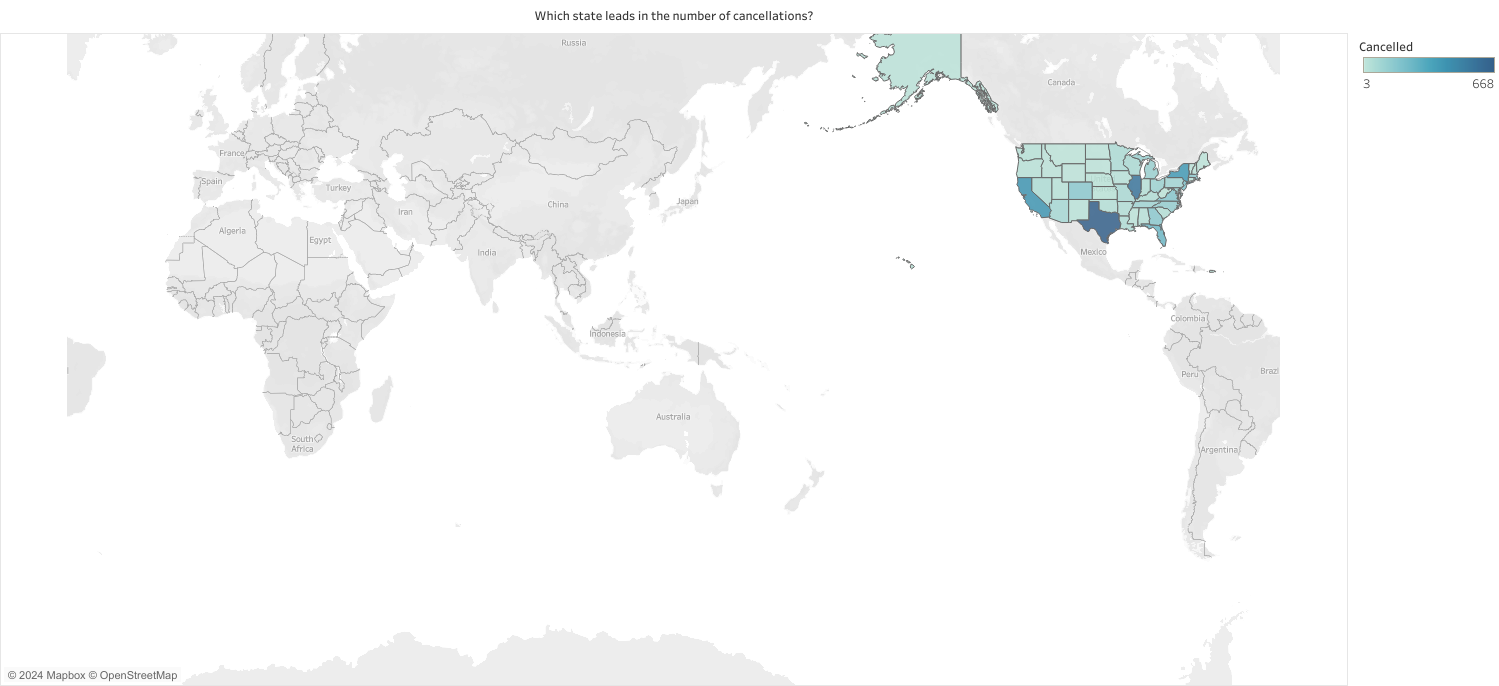 Which state leads in the number of cancellations?
Cancelled
3 668
Russia
Canada
France
Spain
Turkey
China
Japan
Iran
Algeria
Egypt
India
Mexico
Colombia
Indonesia
Peru
Brazi
Australia
South
Africa
Argentina
© 2024 Mapbox © OpenStreetMap